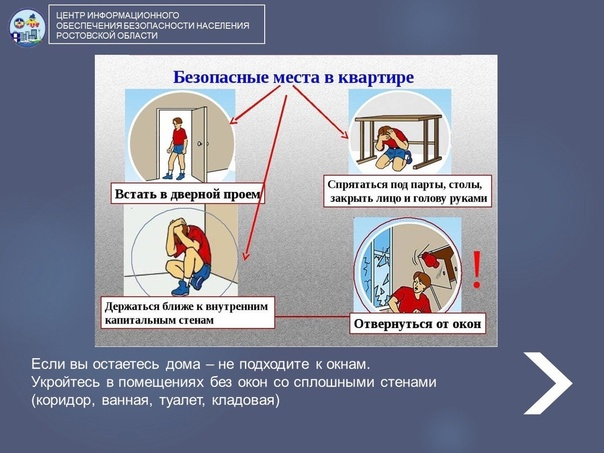 ЦЕНТР ИНФОРМАЦИОННОГО
ОБЕСПЕЧЕНИЯ БЕЗОПАСНОСТИ НАСЕЛЕНИЯ
РОСТОВСКОЙ ОБЛАСТИ
Безопасные места в квартире
Встать в дверной проем
Спрятаться под парты, столы,
закрыть лицо и голову руками
Держаться ближе к внутренним
капитальным стенам
Отвернуться от окон
!
Если вы остаетесь дома – не подходите к окнам.
Укройтесь в помещениях без окон со сплошными стенами
(коридор, ванная, туалет, кладовая)